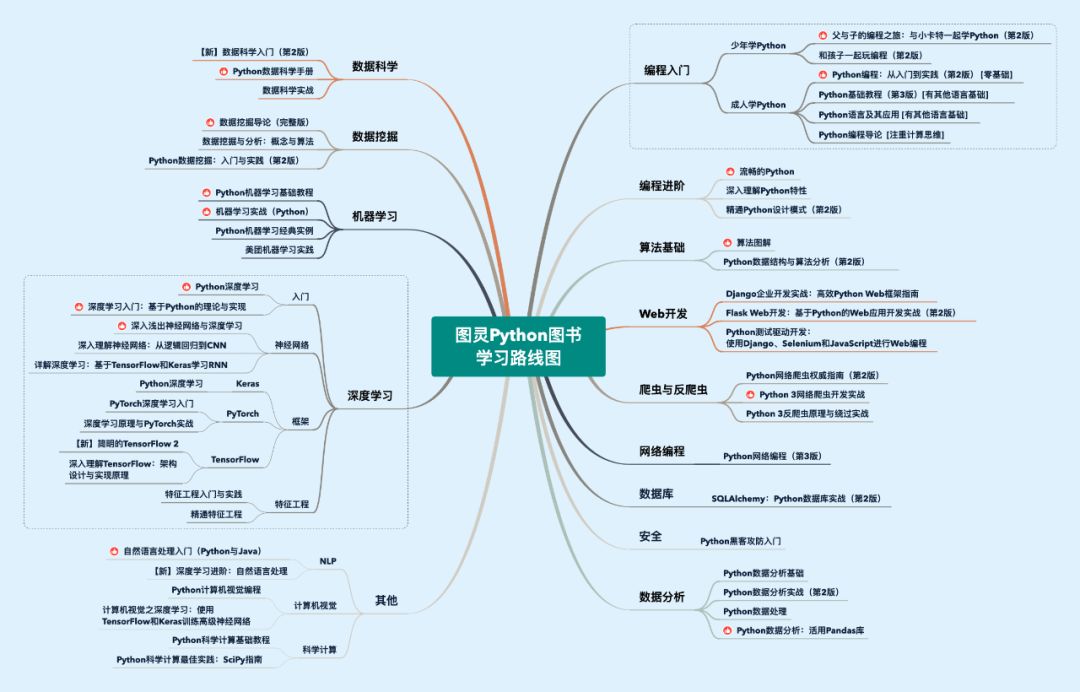 图灵Python图书
学习路线图
编程入门
少年学Python
父与子的编程之旅：与小卡特一起学Python（第2版）
和孩子一起玩编程（第2版）
成人学Python
Python编程：从入门到实践（第2版） [零基础]
Python基础教程（第3版）[有其他语言基础]
Python语言及其应用 [有其他语言基础]
Python编程导论 [注重计算思维]
编程进阶
流畅的Python
深入理解Python特性
精通Python设计模式（第2版）
算法基础
算法图解
Python数据结构与算法分析（第2版）
Web开发
Django企业开发实战：高效Python Web框架指南
Flask Web开发：基于Python的Web应用开发实战（第2版）
Python测试驱动开发：
使用Django、Selenium和JavaScript进行Web编程
爬虫与反爬虫
Python网络爬虫权威指南（第2版）
Python 3网络爬虫开发实战
Python 3反爬虫原理与绕过实战
网络编程
Python网络编程（第3版）
数据库
SQLAlchemy：Python数据库实战（第2版）
安全
Python黑客攻防入门
数据分析
Python数据分析基础
Python数据分析实战（第2版）
Python数据处理
Python数据分析：活用Pandas库
数据科学
【新】数据科学入门（第2版）
Python数据科学手册
数据科学实战
数据挖掘
数据挖掘导论（完整版）
数据挖掘与分析：概念与算法
Python数据挖掘：入门与实践（第2版）
机器学习
Python机器学习基础教程
机器学习实战（Python）
Python机器学习经典实例
美团机器学习实践
深度学习
入门
Python深度学习
深度学习入门：基于Python的理论与实现
神经网络
深入浅出神经网络与深度学习
深入理解神经网络：从逻辑回归到CNN
详解深度学习：基于TensorFlow和Keras学习RNN
框架
Keras
Python深度学习
PyTorch
PyTorch深度学习入门
深度学习原理与PyTorch实战
TensorFlow
【新】简明的TensorFlow 2
深入理解TensorFlow：架构
设计与实现原理
特征工程
特征工程入门与实践
精通特征工程
其他
NLP
自然语言处理入门（Python与Java）
【新】深度学习进阶：自然语言处理
计算机视觉
Python计算机视觉编程
计算机视觉之深度学习：使用
TensorFlow和Keras训练高级神经网络
科学计算
Python科学计算基础教程
Python科学计算最佳实践：SciPy指南